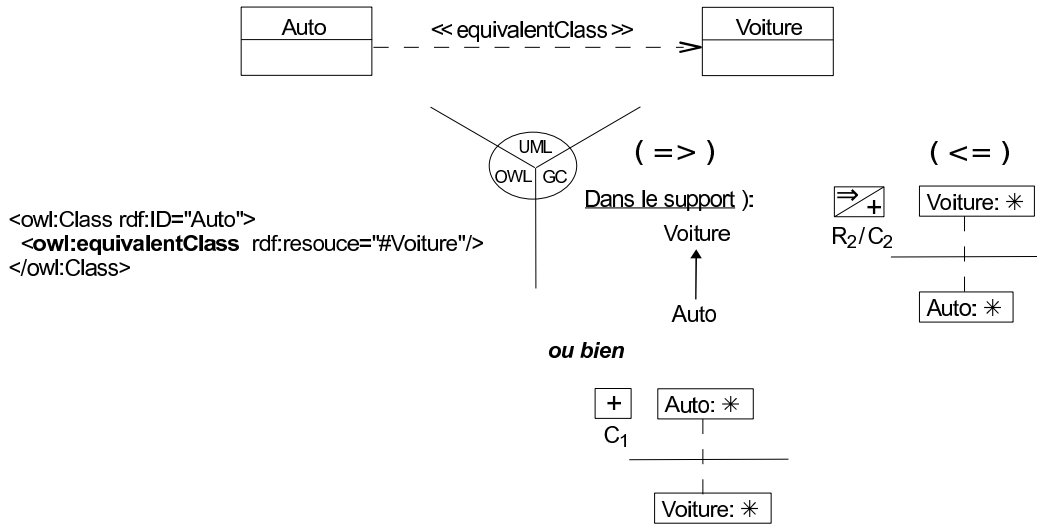 Auto
<< equivalentClass >>
Voiture
UML
OWL
GC
<owl:Class rdf:ID="Auto">
<owl:equivalentClass rdf:resouce="#Voiture"/>
</owl:Class>
( => )
Dans le support ):
Voiture
Auto
( <= )
⇒ / +
R2/C2
Voiture: ✳
Auto: ✳
ou bien
+
C1
Auto: ✳
Voiture: ✳